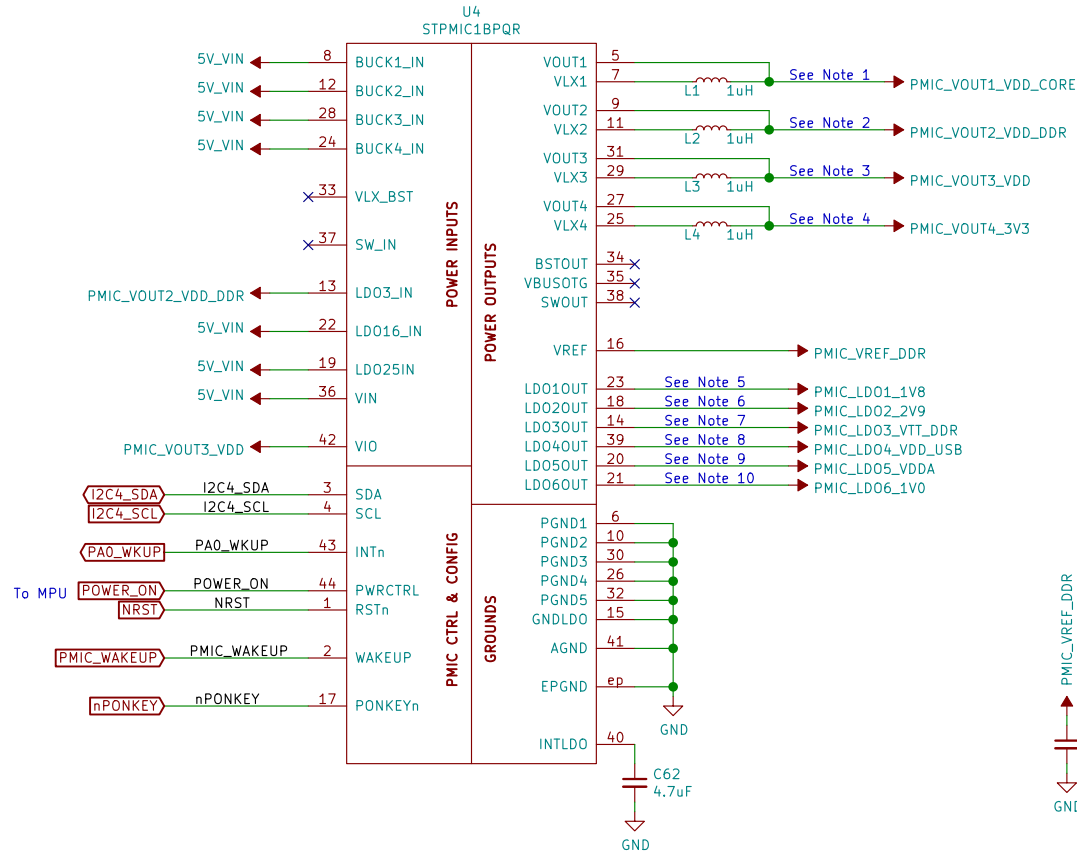 U4
STPMIC1BPQR
5V_VIN 8 BUCK1_IN
5V_VIN 12 BUCK2_IN
5V_VIN 28 BUCK3_IN
5V_VIN 24 BUCK4_IN
33 VLX_BST
37 SW_IN
PMIC_VOUT2_VDD_DDR 13 LDO3_IN
5V_VIN 22 LDO16_IN
5V_VIN 19 LDO25IN
5V_VIN 36 VIN
PMIC_VOUT3_VDD 42 VIO
POWER INPUTS
POWER OUTPUTS
I2C4_SDA I2C4_SDA 3 SDA
I2C4_SCL I2C4_SCL 4 SCL
PA0_WKUP PA0_WKUP 43 INTn
To MPU POWER_ON POWER_ON 44 PWRCTRL
NRST NRST 1 RSTn
PMIC_WAKEUP PMIC_WAKEUP 2 WAKEUP
nPONKEY nPONKEY 17 PONKEYn
PMIC CTRL & CONFIG
GROUNDS
VOUT1 5
VLX1 7 L1 1uH See Note 1 PMIC_VOUT1_VDD_CORE
VOUT2 9
VLX2 11 L2 1uH See Note 2 PMIC_VOUT2_VDD_DDR
VOUT3 31
VLX3 29 L3 1uH See Note 3 PMIC_VOUT3_VDD
VOUT4 27
VLX4 25 L4 1uH See Note 4 PMIC_VOUT4_3V3
BSTOUT 34
VBUSOTG 35
SWOUT 38
VREF 16 PMIC_VREF_DDR
LDO1OUT 23 See Note 5 PMIC_LDO1_1V8
LDO2OUT 18 See Note 6 PMIC_LDO2_2V9
LDO3OUT 14 See Note 7 PMIC_LDO3_VTT_DDR
LDO4OUT 39 See Note 8 PMIC_LDO4_VDD_USB
LDO5OUT 20 See Note 9 PMIC_LDO5_VDDA
LDO6OUT 21 See Note 10 PMIC_LDO6_1V0
PGND1 6
PGND2 10
PGND3 30
PGND4 26
PGND5 32
GNDLDO 15
AGND 41
EPGND ep
GND
INTLDO 40
C62
4.7uF
GND
PMIC_VREF_DDR
GND